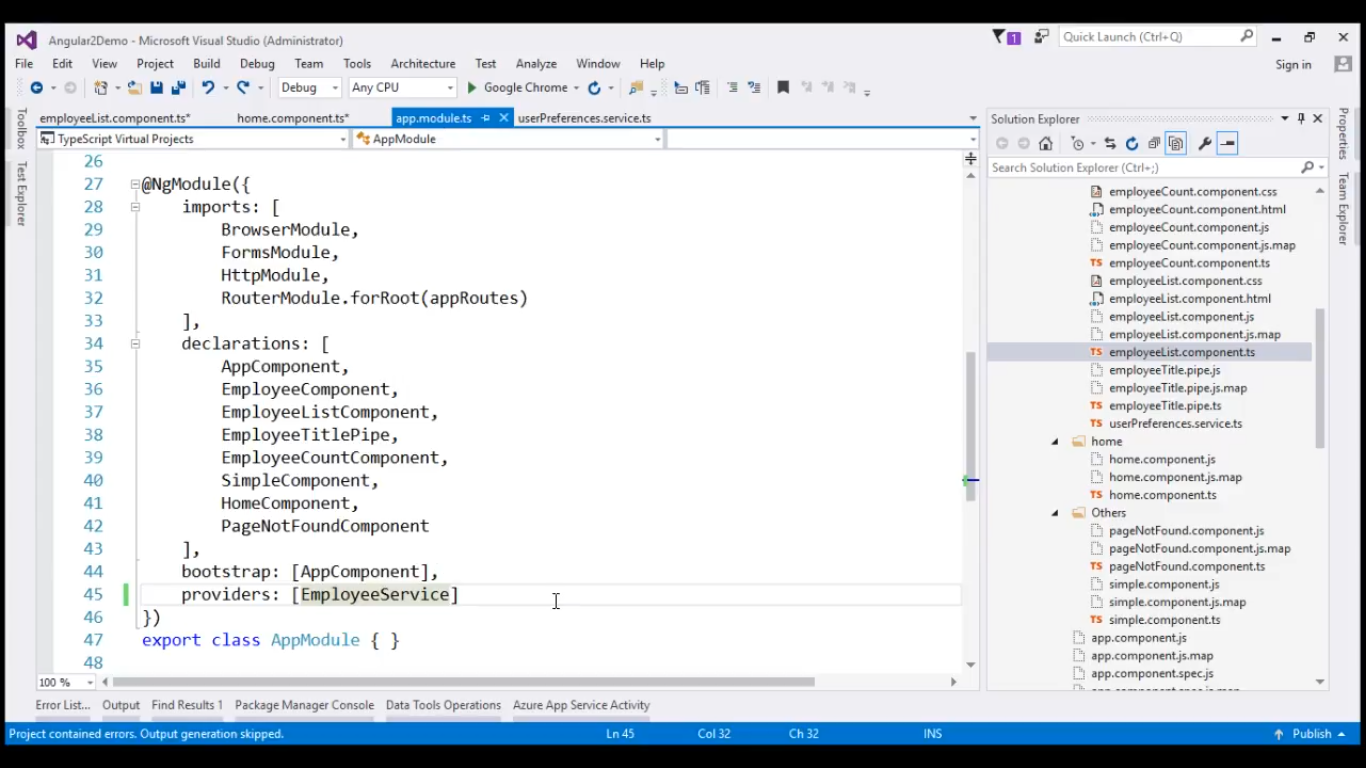 Angular2Demo - Microsoft Visual Studio (Administrator)
1
Quick Launch (Ctrl+Q)
File Edit View Project Build Debug Team Tools Architecture Test Analyze Window Help
Sign in
Debug Any CPU Google Chrome
Toolbox
Test Explorer
employeeList.component.ts* home.component.ts* app.module.ts userPreferences.service.ts
TypeScript Virtual Projects AppModule
26
27 @NgModule({
28 imports: [
29 BrowserModule,
30 FormsModule,
31 HttpModule,
32 RouterModule.forRoot(appRoutes)
33 ],
34 declarations: [
35 AppComponent,
36 EmployeeComponent,
37 EmployeeListComponent,
38 EmployeeTitlePipe,
39 EmployeeCountComponent,
40 SimpleComponent,
41 HomeComponent,
42 PageNotFoundComponent
43 ],
44 bootstrap: [AppComponent],
45 providers: [EmployeeService]
46 })
47 export class AppModule { }
48
100 %
Solution Explorer
Search Solution Explorer (Ctrl+;)
employeeCount.component.css
employeeCount.component.html
employeeCount.component.js
employeeCount.component.js.map
TS employeeCount.component.ts
employeeList.component.css
employeeList.component.html
employeeList.component.js
employeeList.component.js.map
TS employeeList.component.ts
employeeTitle.pipe.js
employeeTitle.pipe.js.map
TS employeeTitle.pipe.ts
TS userPreferences.service.ts
home
home.component.js
home.component.js.map
TS home.component.ts
Others
pageNotFound.component.js
pageNotFound.component.js.map
TS pageNotFound.component.ts
simple.component.js
simple.component.js.map
TS simple.component.ts
app.component.js
app.component.js.map
app.component.spec.js
Properties
Team Explorer
Error List... Output Find Results 1 Package Manager Console Data Tools Operations Azure App Service Activity
Project contained errors. Output generation skipped. Ln 45 Col 32 Ch 32 INS Publish